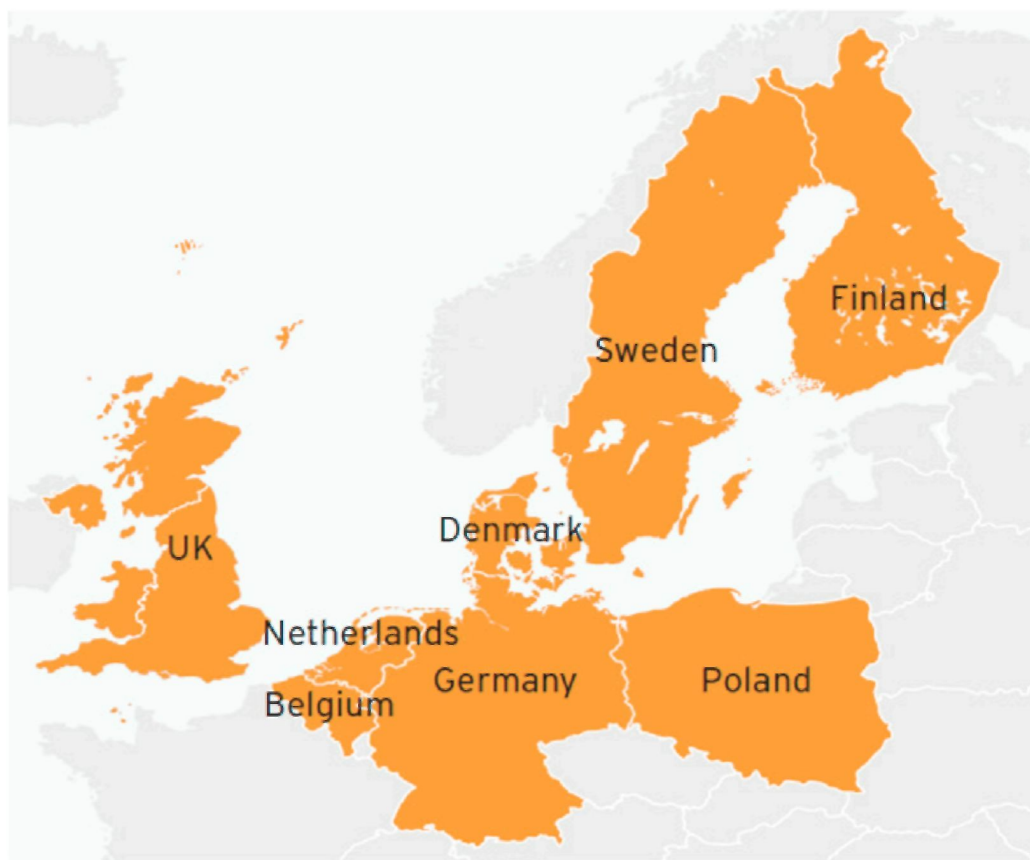 Finland
Sweden
Denmark
UK
Netherlands
Germany
Poland
Belgium